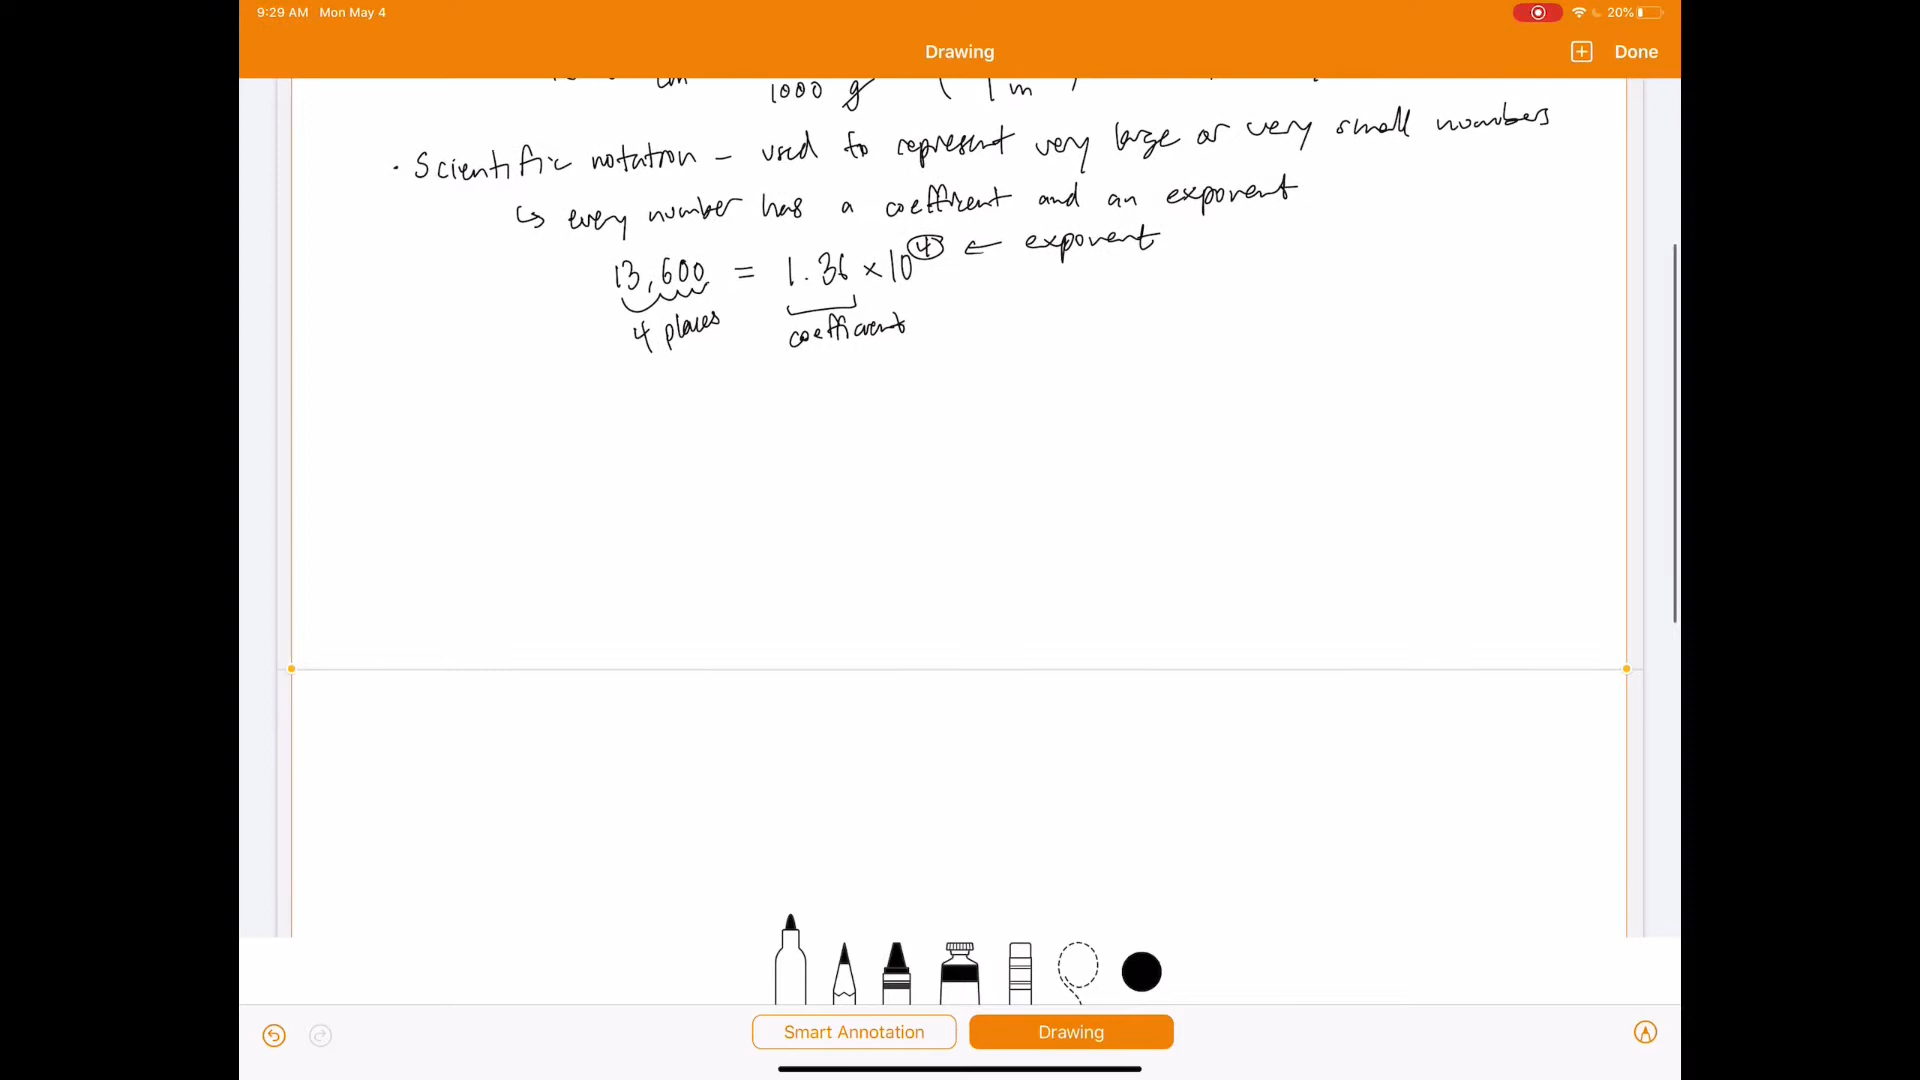 9:29 AM Mon May 4
20%
Drawing
Done
cm 1000 g ( 1 m )
· Scientific notation – used to represent very large or very small numbers
↳ every number has a coefficient and an exponent
13,600 = 1.36 × 10⁴ ← exponent
4 places coefficient
Smart Annotation Drawing